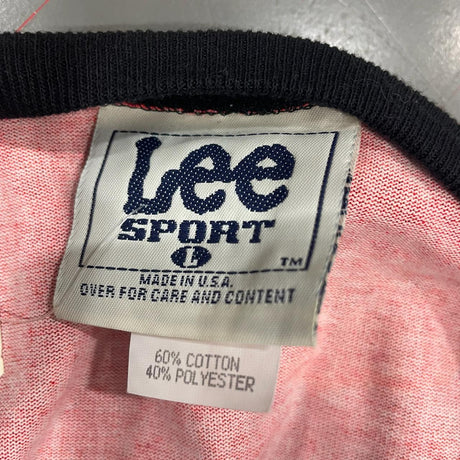 Lee
SPORT
L
TM
MADE IN U.S.A.
OVER FOR CARE AND CONTENT
60% COTTON
40% POLYESTER